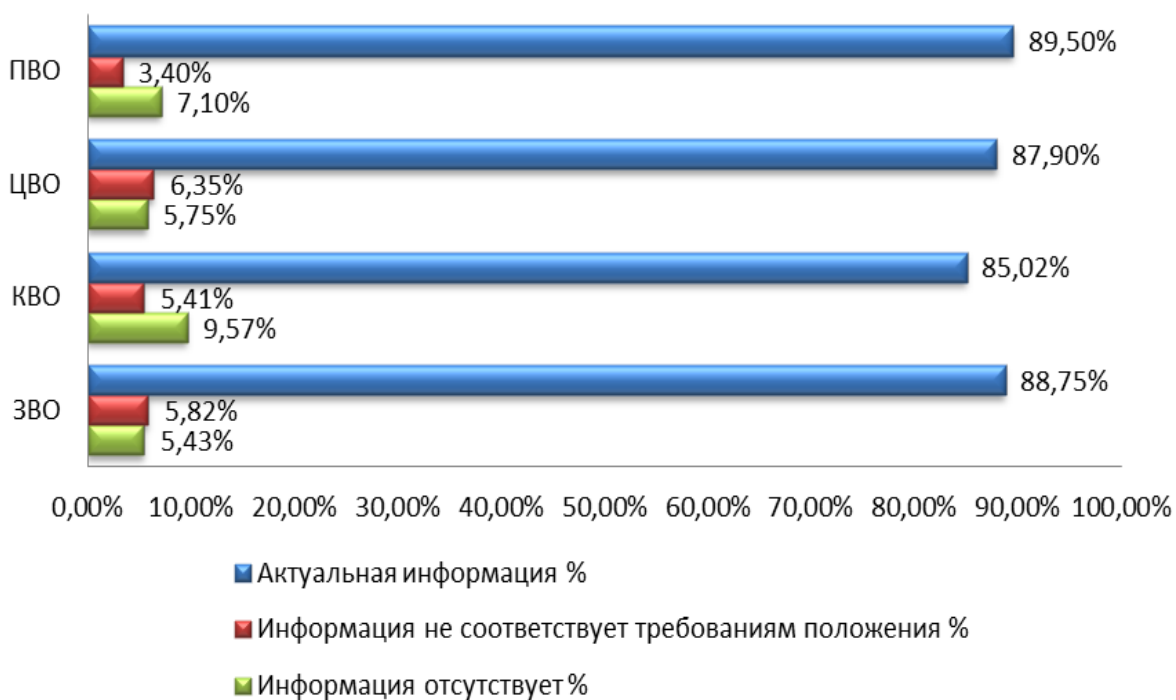 89,50%
ПВО
3,40%
7,10%
87,90%
ЦВО
6,35%
5,75%
85,02%
КВО
5,41%
9,57%
88,75%
ЗВО
5,82%
5,43%
0,00% 10,00% 20,00% 30,00% 40,00% 50,00% 60,00% 70,00% 80,00% 90,00% 100,00%
Актуальная информация %
Информация не соответствует требованиям положения %
Информация отсутствует %